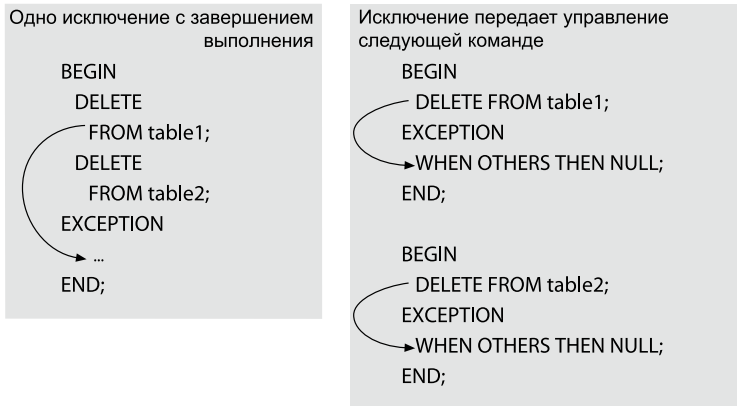 Одно исключение с завершением
выполнения
BEGIN
DELETE
FROM table1;
DELETE
FROM table2;
EXCEPTION
...
END;
Исключение передает управление
следующей команде
BEGIN
DELETE FROM table1;
EXCEPTION
WHEN OTHERS THEN NULL;
END;
BEGIN
DELETE FROM table2;
EXCEPTION
WHEN OTHERS THEN NULL;
END;